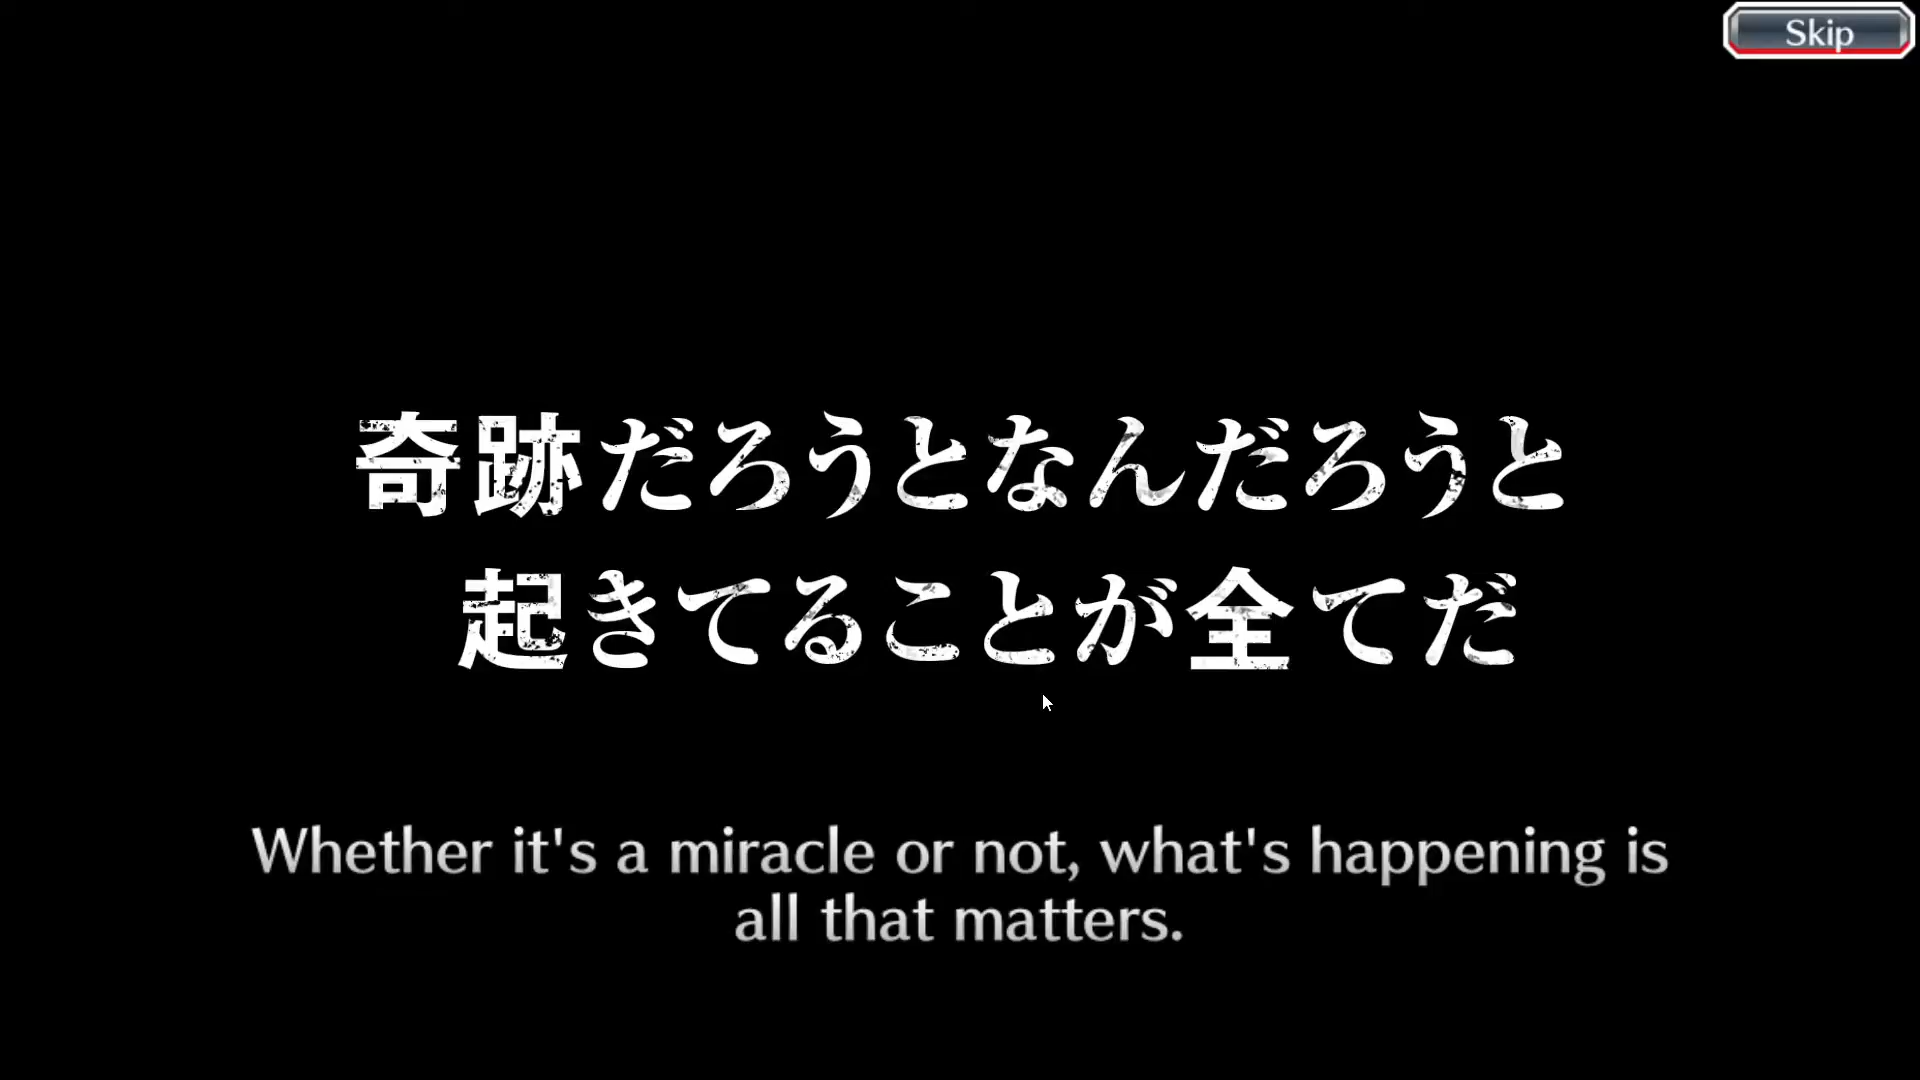 Skip
奇跡だろうとなんだろうと
起きてることが全てだ
Whether it's a miracle or not, what's happening is
all that matters.